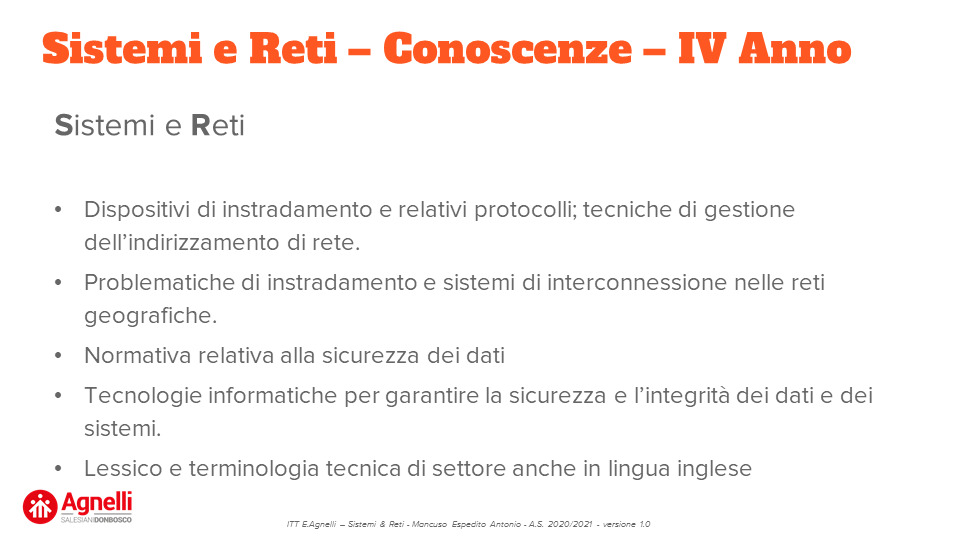 Sistemi e Reti – Conoscenze – IV Anno
Sistemi e Reti
• Dispositivi di instradamento e relativi protocolli; tecniche di gestione
dell’indirizzamento di rete.
• Problematiche di instradamento e sistemi di interconnessione nelle reti
geografiche.
• Normativa relativa alla sicurezza dei dati
• Tecnologie informatiche per garantire la sicurezza e l’integrità dei dati e dei
sistemi.
• Lessico e terminologia tecnica di settore anche in lingua inglese
Agnelli
SALESIANIDONBOSCO
ITT E.Agnelli – Sistemi & Reti - Mancuso Espedito Antonio - A.S. 2020/2021 - versione 1.0